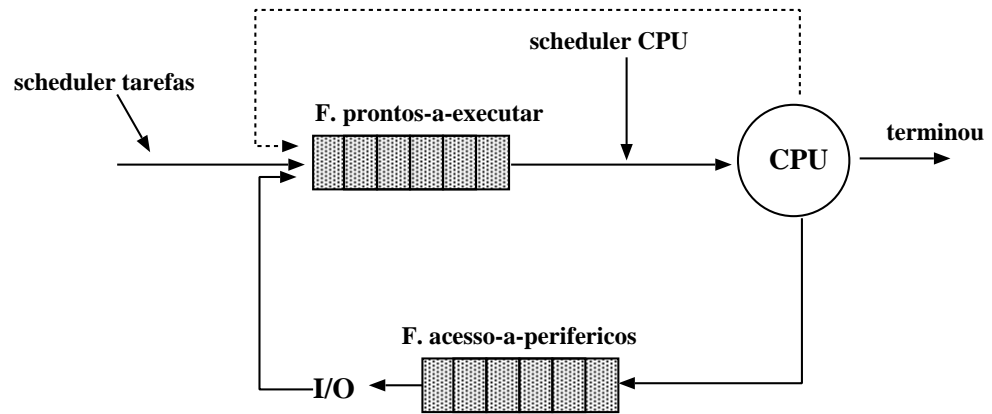 scheduler CPU
scheduler tarefas
F. prontos-a-executar
terminou
CPU
F. acesso-a-perifericos
I/O